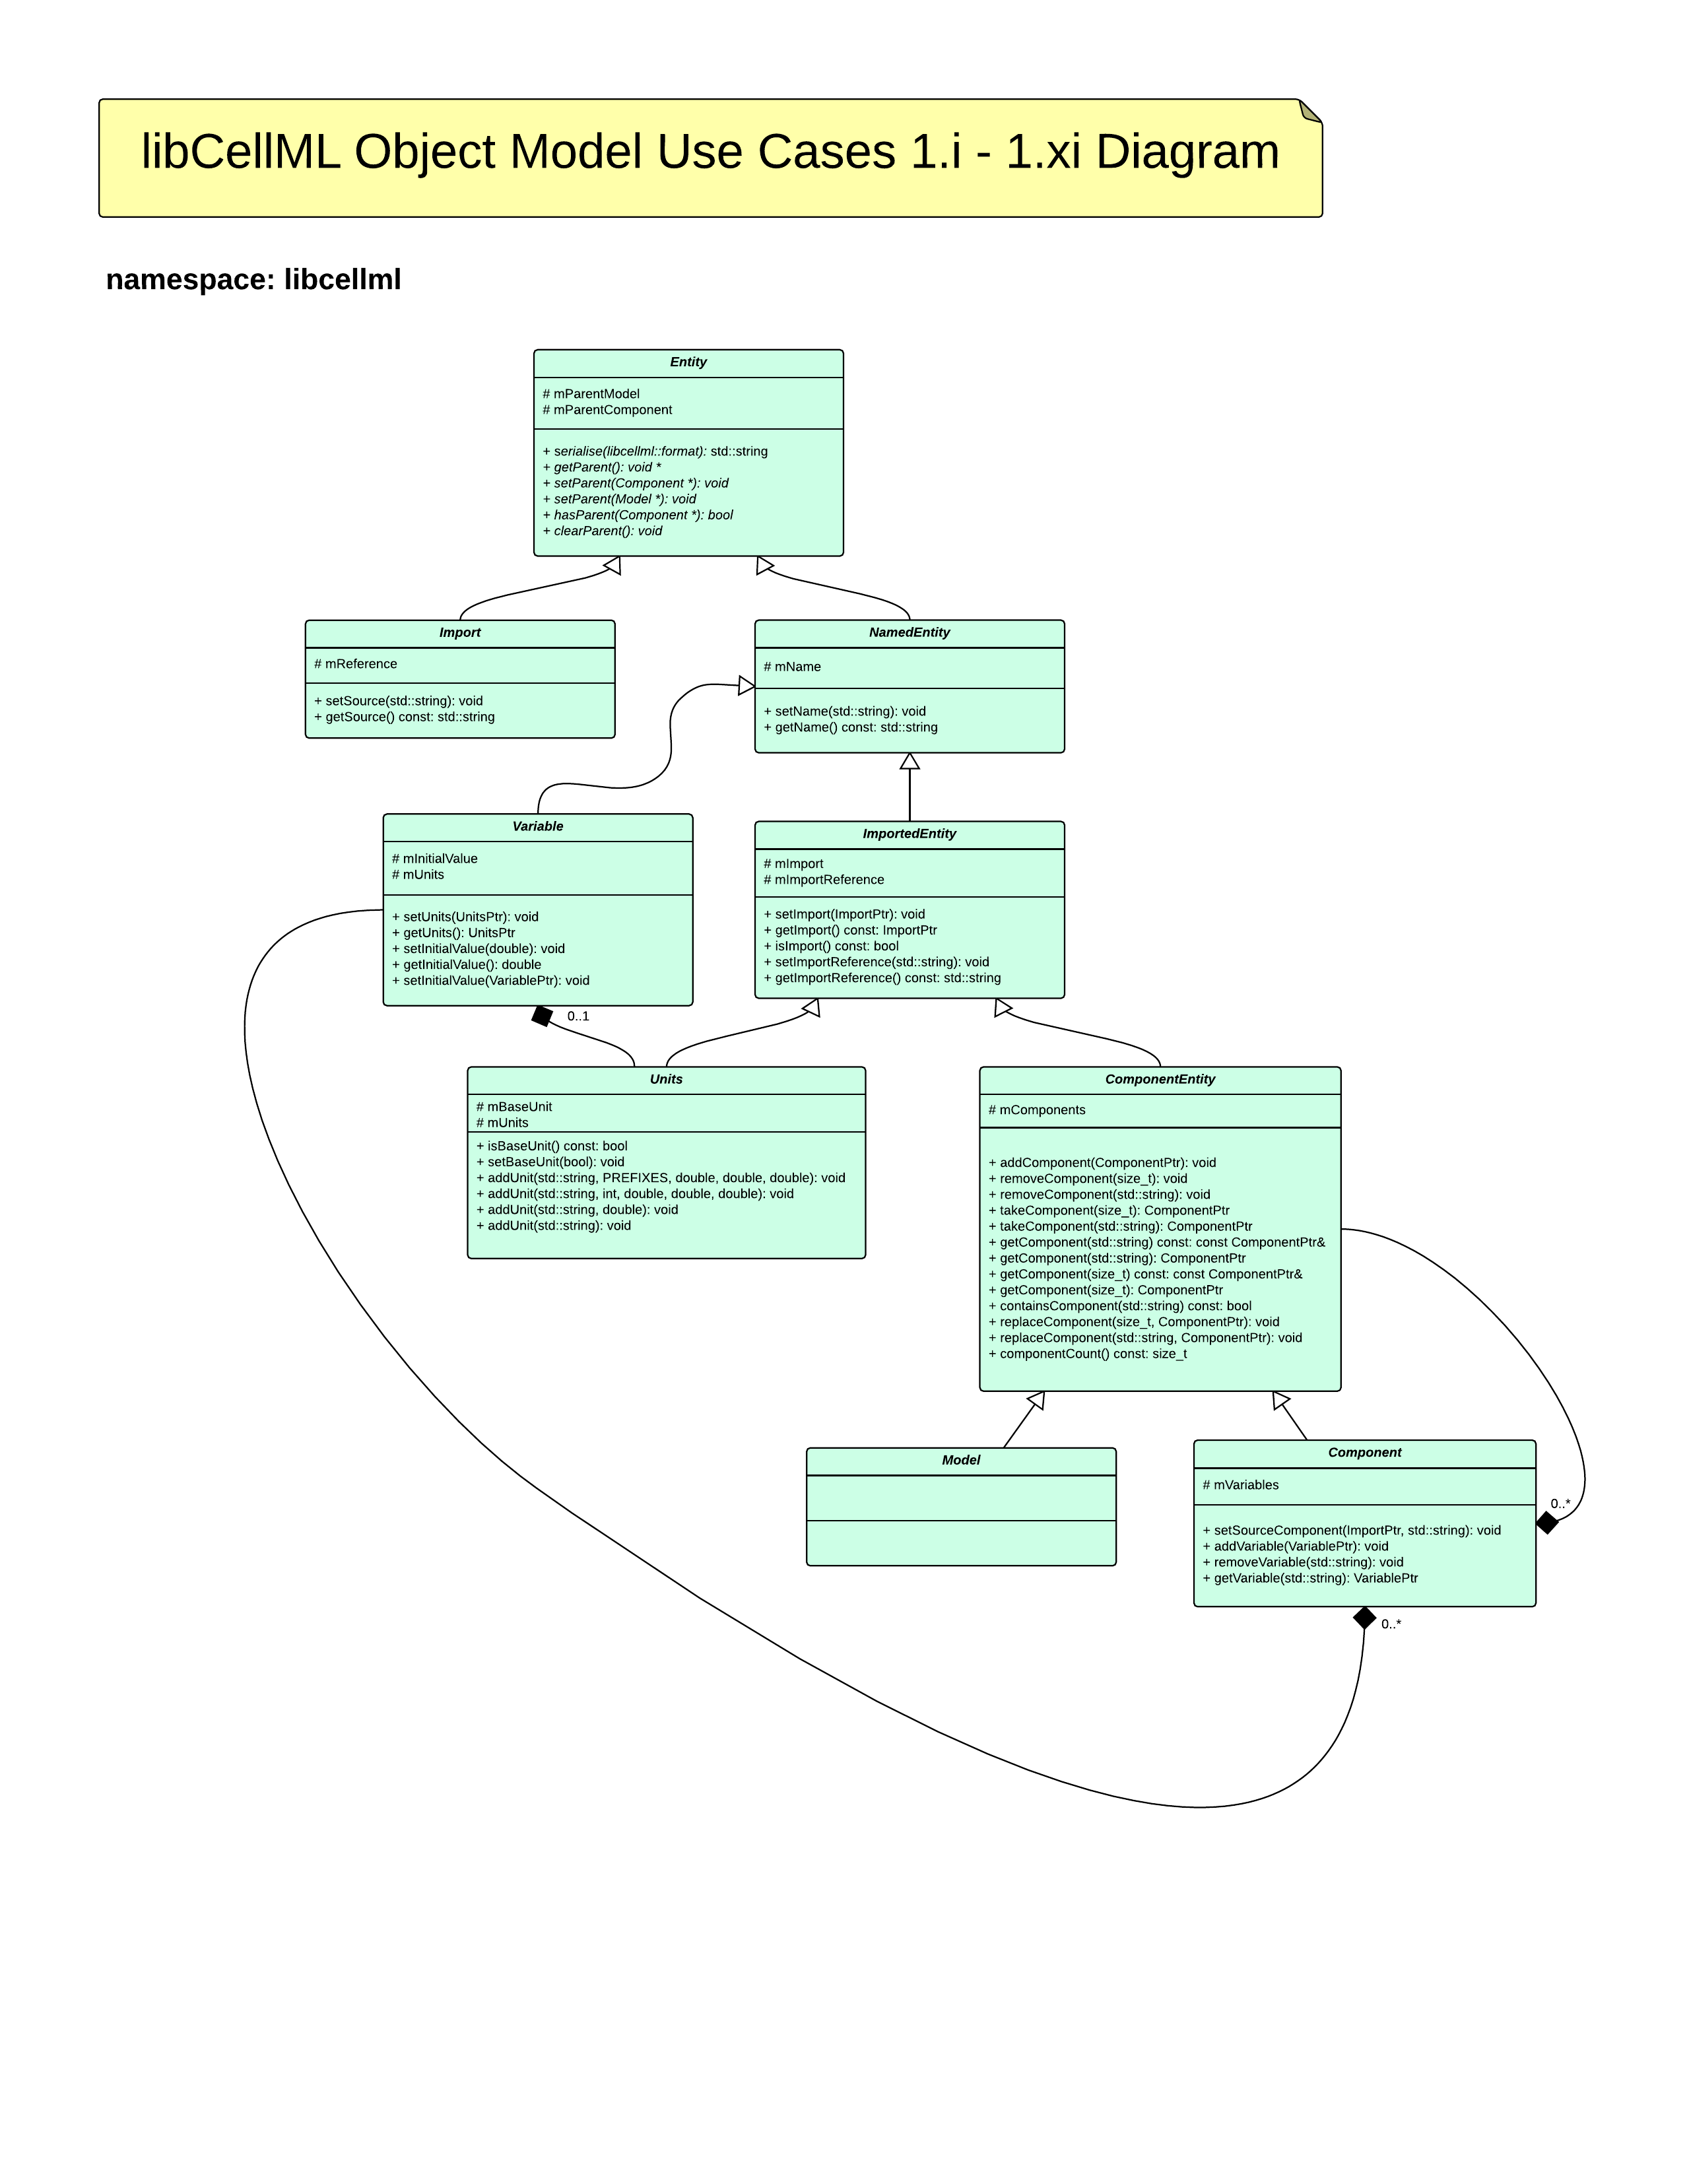 libCellML Object Model Use Cases 1.i - 1.xi Diagram
namespace: libcellml
Entity
# mParentModel
# mParentComponent
+ serialise(libcellml::format): std::string
+ getParent(): void *
+ setParent(Component *): void
+ setParent(Model *): void
+ hasParent(Component *): bool
+ clearParent(): void
Import
# mReference
+ setSource(std::string): void
+ getSource() const: std::string
NamedEntity
# mName
+ setName(std::string): void
+ getName() const: std::string
Variable
# mInitialValue
# mUnits
+ setUnits(UnitsPtr): void
+ getUnits(): UnitsPtr
+ setInitialValue(double): void
+ getInitialValue(): double
+ setInitialValue(VariablePtr): void
0..1
ImportedEntity
# mImport
# mImportReference
+ setImport(ImportPtr): void
+ getImport() const: ImportPtr
+ isImport() const: bool
+ setImportReference(std::string): void
+ getImportReference() const: std::string
Units
# mBaseUnit
# mUnits
+ isBaseUnit() const: bool
+ setBaseUnit(bool): void
+ addUnit(std::string, PREFIXES, double, double, double): void
+ addUnit(std::string, int, double, double, double): void
+ addUnit(std::string, double): void
+ addUnit(std::string): void
ComponentEntity
# mComponents
+ addComponent(ComponentPtr): void
+ removeComponent(size_t): void
+ removeComponent(std::string): void
+ takeComponent(size_t): ComponentPtr
+ takeComponent(std::string): ComponentPtr
+ getComponent(std::string) const: const ComponentPtr&
+ getComponent(std::string): ComponentPtr
+ getComponent(size_t) const: const ComponentPtr&
+ getComponent(size_t): ComponentPtr
+ containsComponent(std::string) const: bool
+ replaceComponent(size_t, ComponentPtr): void
+ replaceComponent(std::string, ComponentPtr): void
+ componentCount() const: size_t
Model
Component
# mVariables
+ setSourceComponent(ImportPtr, std::string): void
+ addVariable(VariablePtr): void
+ removeVariable(std::string): void
+ getVariable(std::string): VariablePtr
0..*
0..*